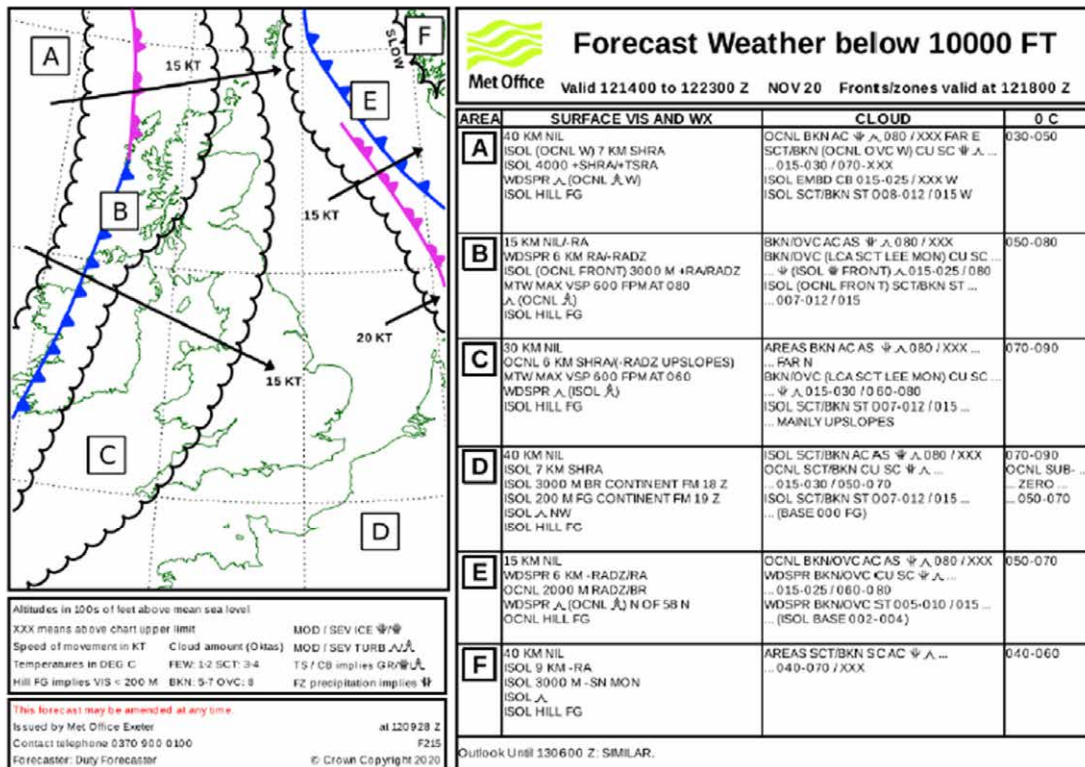 A
F
SLOW
15 KT
E
B
15 KT
20 KT
15 KT
C
D
Met Office
Forecast Weather below 10000 FT
Valid 121400 to 122300 Z NOV 20 Fronts/zones valid at 121800 Z
AREA SURFACE VIS AND WX CLOUD 0 C
A
40 KM NIL
ISOL (OCNL W) 7 KM SHRA
ISOL 4000 +SHRA/+TSRA
WDSPR (OCNL W)
ISOL HILL FG
OCNL BKN AC 080 / XXX FAR E
SCT/BKN (OCNL OVC W) CU SC ...
... 015-030 / 070-XXX
ISOL EMBD CB 015-025 / XXX W
ISOL SCT/BKN ST 008-012 / 015 W
030-050
B
15 KM NIL/-RA
WDSPR 6 KM RA/-RADZ
ISOL (OCNL FRONT) 3000 M +RA/RADZ
MTW MAX VSP 600 FPM AT 080
(OCNL )
ISOL HILL FG
BKN/OVC AC AS 080 / XXX
BKN/OVC (LCA SCT LEE MON) CU SC ...
... (ISOL FRONT) 015-025 / 080
ISOL (OCNL FRONT) SCT/BKN ST ...
... 007-012 / 015
050-080
C
30 KM NIL
OCNL 6 KM SHRA/(-RADZ UPSLOPES)
MTW MAX VSP 600 FPM AT 060
WDSPR (ISOL )
ISOL HILL FG
AREAS BKN AC AS 080 / XXX ...
... FAR N
BKN/OVC (LCA SCT LEE MON) CU SC ...
... 015-030 / 060-080
ISOL SCT/BKN ST 007-012 / 015 ...
... MAINLY UPSLOPES
070-090
D
40 KM NIL
ISOL 7 KM SHRA
ISOL 3000 M BR CONTINENT FM 18 Z
ISOL 200 M FG CONTINENT FM 19 Z
ISOL NW
ISOL HILL FG
ISOL SCT/BKN AC AS 080 / XXX
OCNL SCT/BKN CU SC ...
... 015-030 / 050-070
ISOL SCT/BKN ST 007-012 / 015 ...
... (BASE 000 FG)
070-090
OCNL SUB- ...
... ZERO ...
... 050-070
E
15 KM NIL
WDSPR 6 KM -RADZ/RA
OCNL 2000 M RADZ/BR
WDSPR (OCNL ) N OF 58 N
OCNL HILL FG
OCNL BKN/OVC AC AS 080 / XXX
WDSPR BKN/OVC CU SC ...
... 015-025 / 060-080
WDSPR BKN/OVC ST 005-010 / 015 ...
... (ISOL BASE 002-004)
050-070
F
40 KM NIL
ISOL 9 KM -RA
ISOL 3000 M -SN MON
ISOL
ISOL HILL FG
AREAS SCT/BKN SC AC ...
... 040-070 / XXX
040-060
Outlook Until 130600 Z: SIMILAR.
Altitudes in 100s of feet above mean sea level
XXX means above chart upper limit MOD / SEV ICE /
Speed of movement in KT Cloud amount (Oktas) MOD / SEV TURB /
Temperatures in DEG C FEW: 1-2 SCT: 3-4 TS / CB implies GR/ /
Hill FG implies VIS < 200 M BKN: 5-7 OVC: 8 FZ precipitation implies
This forecast may be amended at any time.
Issued by Met Office Exeter at 120928 Z
Contact telephone 0370 900 0100 F215
Forecaster: Duty Forecaster © Crown Copyright 2020